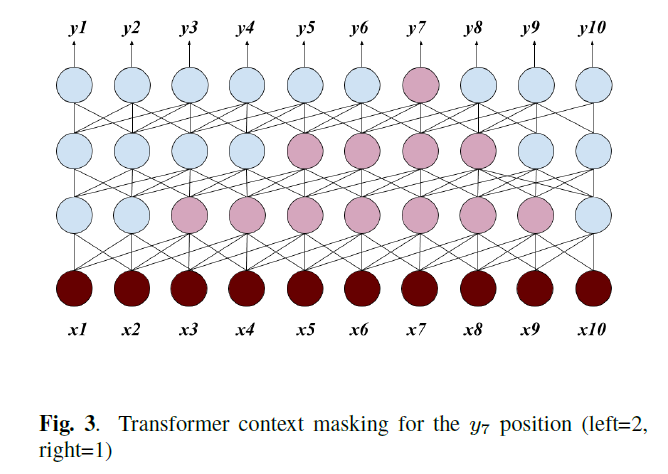 y1 y2 y3 y4 y5 y6 y7 y8 y9 y10
x1 x2 x3 x4 x5 x6 x7 x8 x9 x10
Fig. 3. Transformer context masking for the y7 position (left=2,
right=1)